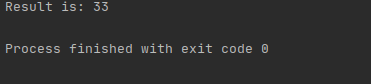 Result is: 33
Process finished with exit code 0